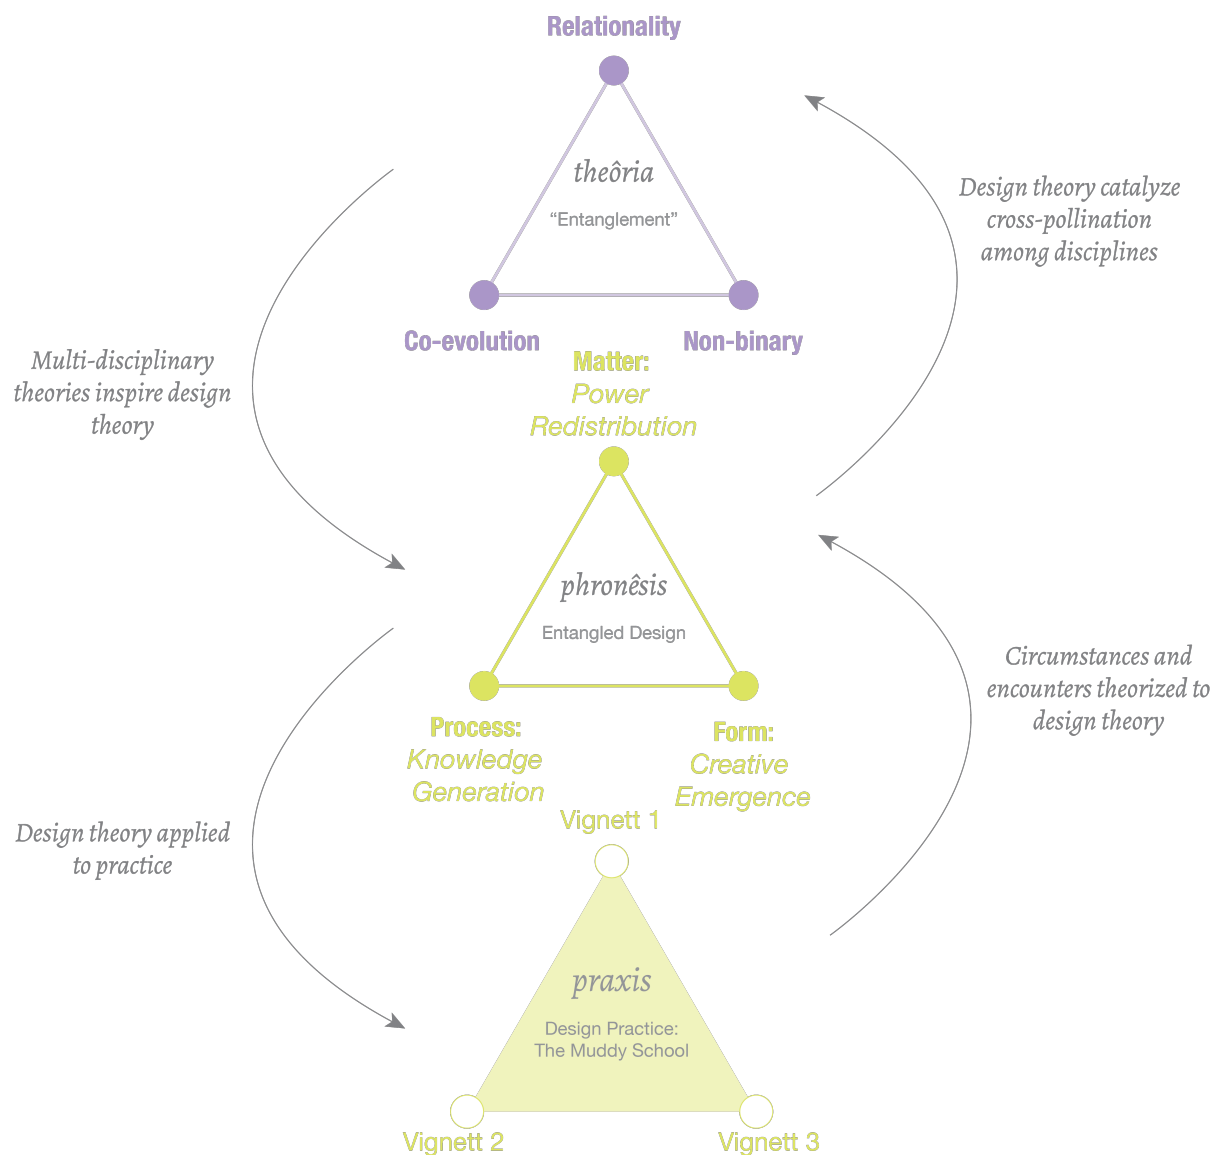 Relationality
theôria
“Entanglement”
Co-evolution
Non-binary
Design theory catalyze
cross-pollination
among disciplines
Multi-disciplinary
theories inspire design
theory
Matter:
Power
Redistribution
phronêsis
Entangled Design
Process:
Knowledge
Generation
Form:
Creative
Emergence
Circumstances and
encounters theorized to
design theory
Design theory applied
to practice
Vignett 1
praxis
Design Practice:
The Muddy School
Vignett 2
Vignett 3